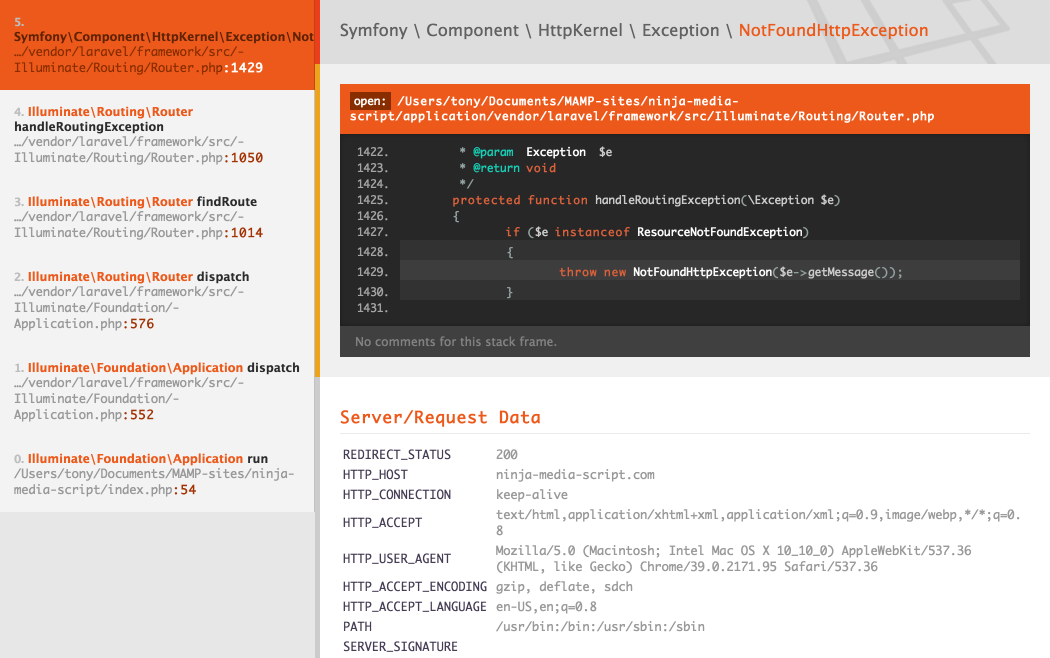 5.
Symfony\Component\HttpKernel\Exception\Not
…/vendor/laravel/framework/src/-
Illuminate/Routing/Router.php:1429
4. Illuminate\Routing\Router
handleRoutingException
…/vendor/laravel/framework/src/-
Illuminate/Routing/Router.php:1050
3. Illuminate\Routing\Router findRoute
…/vendor/laravel/framework/src/-
Illuminate/Routing/Router.php:1014
2. Illuminate\Routing\Router dispatch
…/vendor/laravel/framework/src/-
Illuminate/Foundation/-
Application.php:576
1. Illuminate\Foundation\Application dispatch
…/vendor/laravel/framework/src/-
Illuminate/Foundation/-
Application.php:552
0. Illuminate\Foundation\Application run
/Users/tony/Documents/MAMP-sites/ninja-
media-script/index.php:54
Symfony \ Component \ HttpKernel \ Exception \ NotFoundHttpException
open: /Users/tony/Documents/MAMP-sites/ninja-media-
script/application/vendor/laravel/framework/src/Illuminate/Routing/Router.php
1422. * @param Exception $e
1423. * @return void
1424. */
1425. protected function handleRoutingException(\Exception $e)
1426. {
1427. if ($e instanceof ResourceNotFoundException)
1428. {
1429. throw new NotFoundHttpException($e->getMessage());
1430. }
1431.
No comments for this stack frame.
Server/Request Data
REDIRECT_STATUS 200
HTTP_HOST ninja-media-script.com
HTTP_CONNECTION keep-alive
HTTP_ACCEPT text/html,application/xhtml+xml,application/xml;q=0.9,image/webp,*/*;q=0.
8
HTTP_USER_AGENT Mozilla/5.0 (Macintosh; Intel Mac OS X 10_10_0) AppleWebKit/537.36
(KHTML, like Gecko) Chrome/39.0.2171.95 Safari/537.36
HTTP_ACCEPT_ENCODING gzip, deflate, sdch
HTTP_ACCEPT_LANGUAGE en-US,en;q=0.8
PATH /usr/bin:/bin:/usr/sbin:/sbin
SERVER_SIGNATURE